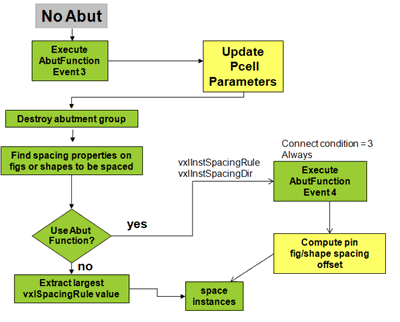 No Abut
Execute
AbutFunction
Event 3
Update
Pcell
Parameters
Destroy abutment group
Find spacing properties on
figs or shapes to be spaced
Connect condition = 3
Always
vxlInstSpacingRule
vxlInstSpacingDir
Execute
AbutFunction
Event 4
Use Abut
Function?
yes
no
Compute pin
fig/shape spacing
offset
Extract largest
vxlSpacingRule value
space
instances